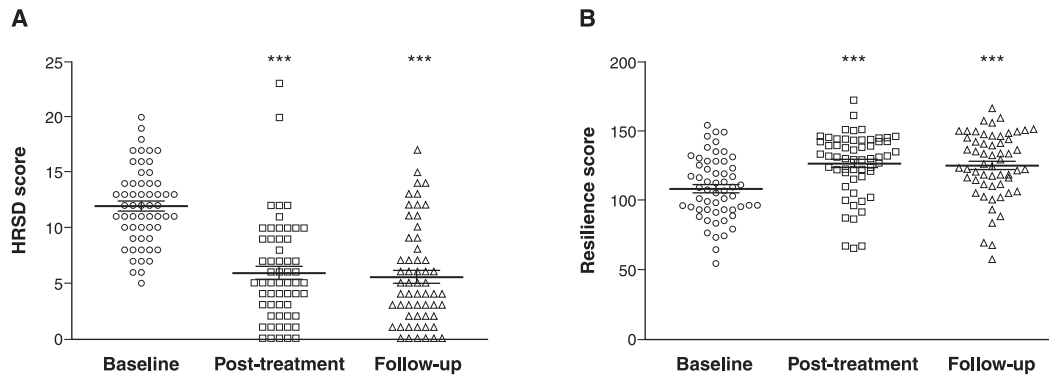 A
HRSD score
25
20
15
10
5
0
***
***
Baseline
Post-treatment
Follow-up
B
Resilience score
200
150
100
50
0
***
***
Baseline
Post-treatment
Follow-up